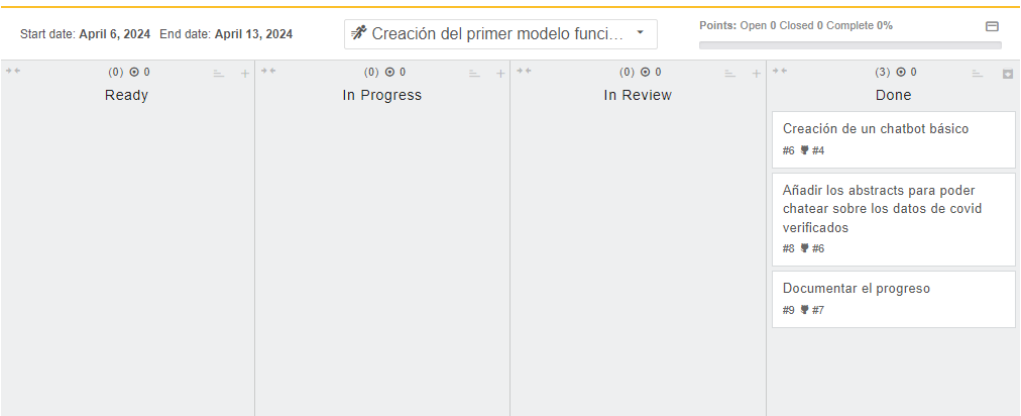 Start date: April 6, 2024 End date: April 13, 2024
Creación del primer modelo funci...
Points: Open 0 Closed 0 Complete 0%
(0) 0
Ready
(0) 0
In Progress
(0) 0
In Review
(3) 0
Done
Creación de un chatbot básico
#6 #4
Añadir los abstracts para poder
chatear sobre los datos de covid
verificados
#8 #6
Documentar el progreso
#9 #7